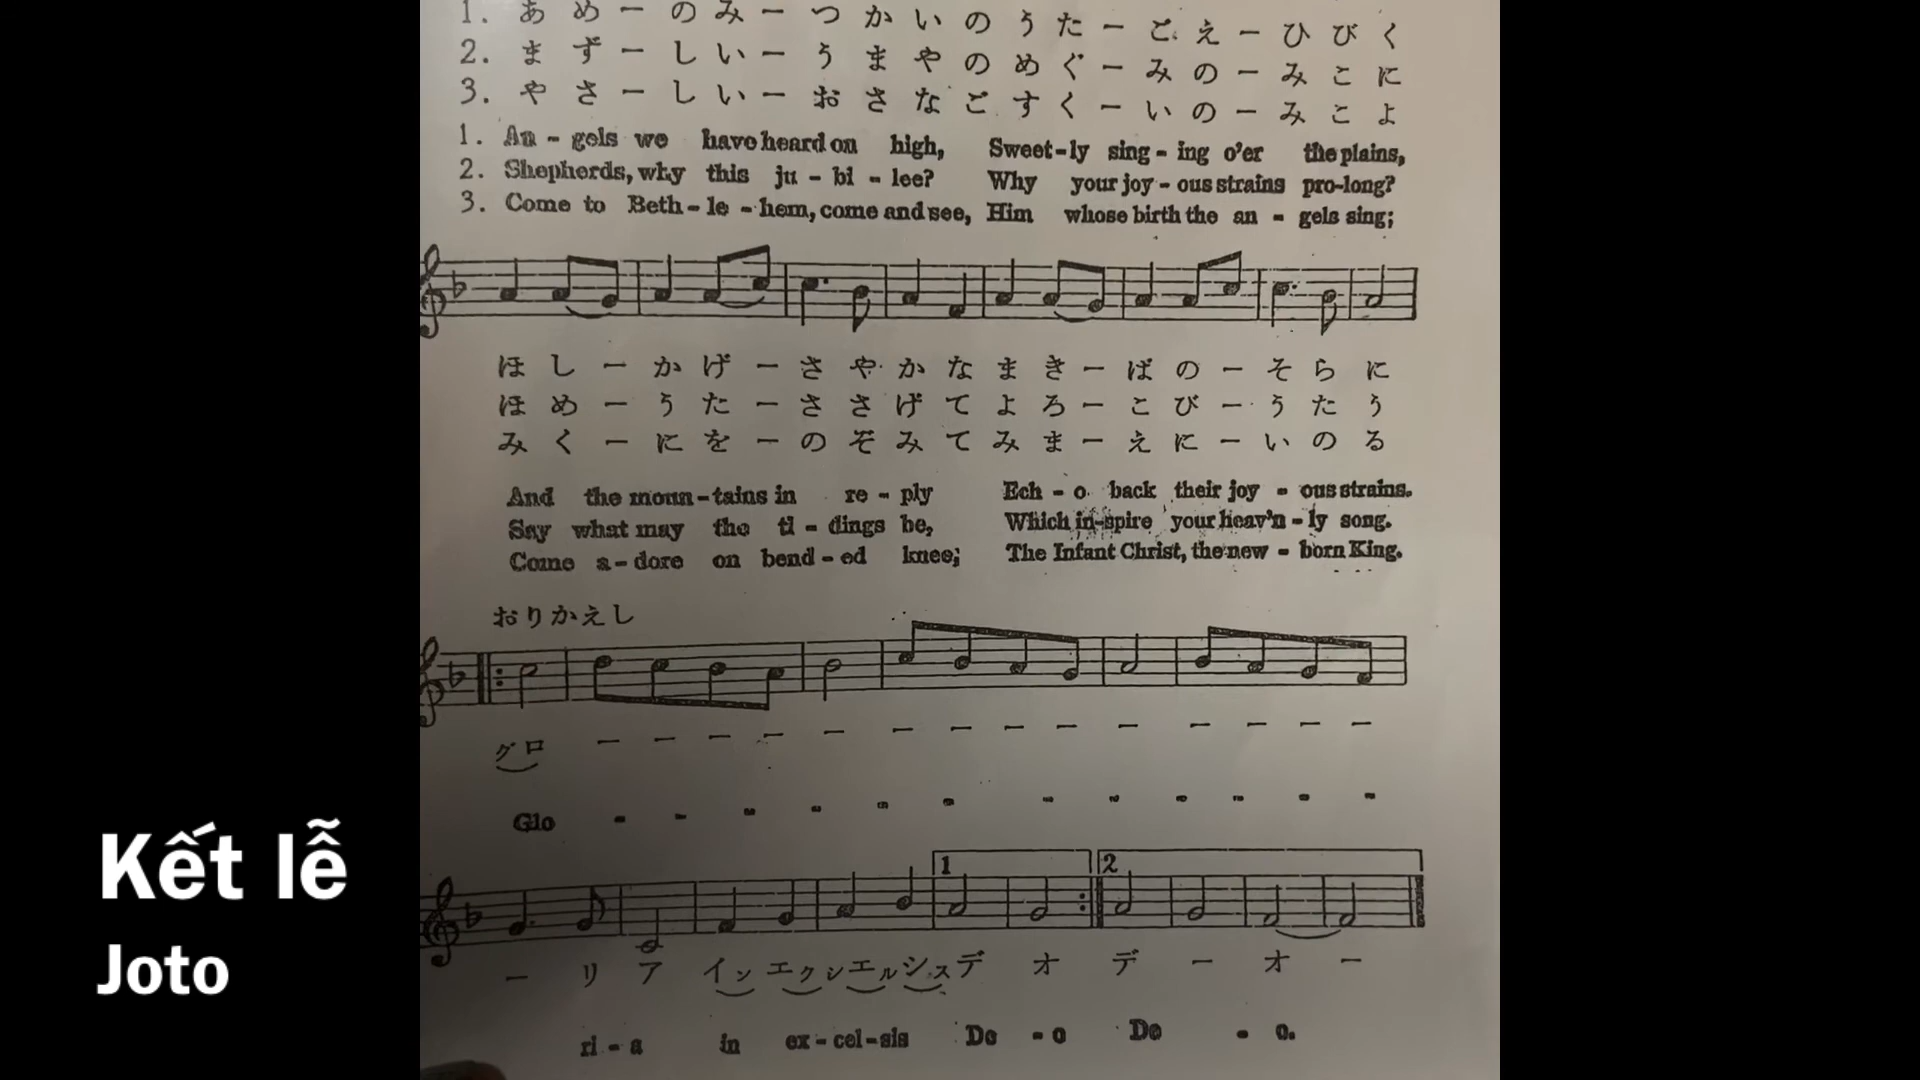 1. あ め ー の み ー つ か い の う た ー ご え ー ひ び く
2. ま ず ー し い ー う ま や の め ぐ ー み の ー み こ に
3. や さ ー し い ー お さ な ご す く ー い の ー み こ よ
1. An - gels we have heard on high, Sweet-ly sing - ing o'er the plains,
2. Shepherds, why this ju - bi - lee? Why your joy - ous strains pro-long?
3. Come to Beth - le - hem, come and see, Him whose birth the an - gels sing;
ほ し ー か げ ー さ や か な ま き ー ば の ー そ ら に
ほ め ー う た ー さ さ げ て よ ろ ー こ び ー う た う
み く ー に を ー の ぞ み て み ま ー え に ー い の る
And the moun-tains in re - ply Ech - o back their joy - ous strains.
Say what may the ti - dings be, Which in-spire your heav'n - ly song.
Come a - dore on bend - ed knee; The Infant Christ, the new - born King.
おりかえし
グロ ー ー ー ー ー ー ー ー ー ー ー ー ー
Glo - - - - - - - - - - - -
1 2
ー リ ア イン エクシエルシスデ オ デ ー オ ー
ri - a in ex - cel - sis De - o De - o.
Kết lễ
Joto